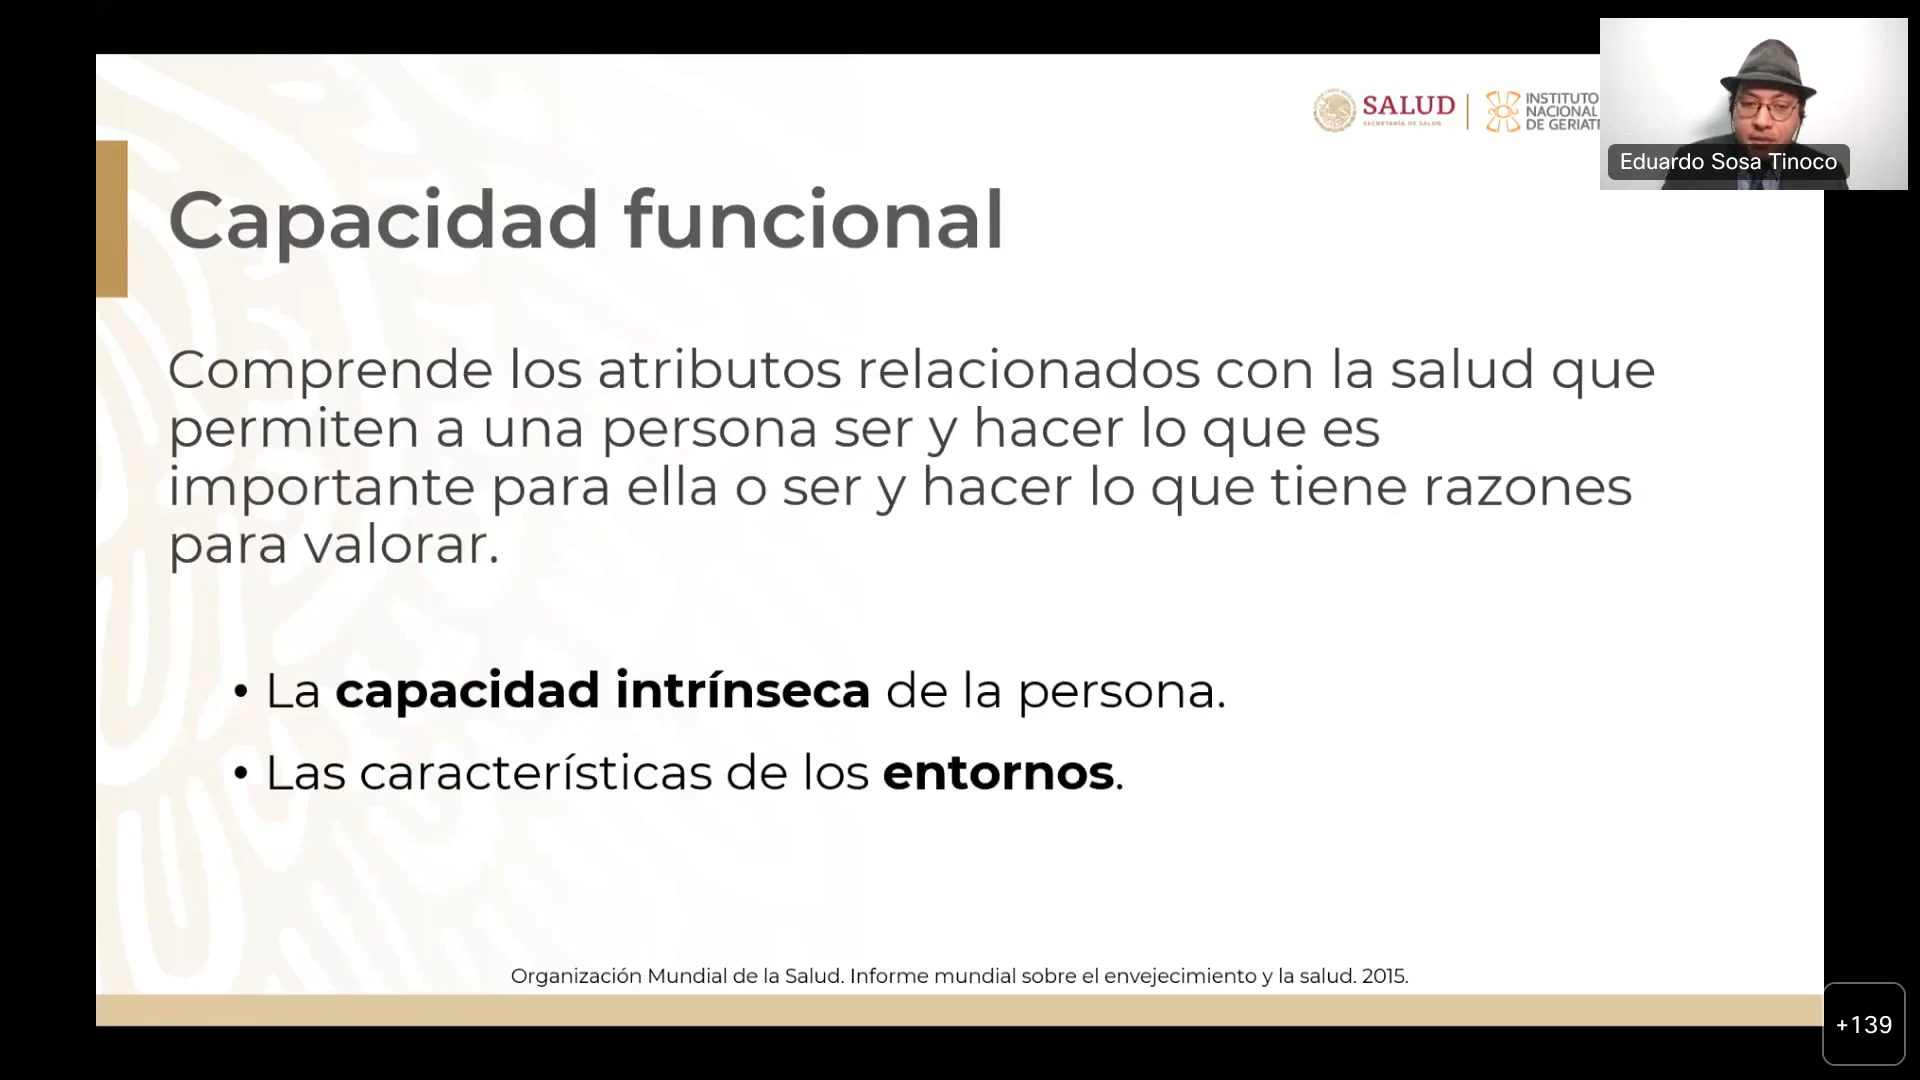 SALUD
SECRETARÍA DE SALUD
INSTITUTO
NACIONAL
DE GERIAT
Eduardo Sosa Tinoco
Capacidad funcional
Comprende los atributos relacionados con la salud que
permiten a una persona ser y hacer lo que es
importante para ella o ser y hacer lo que tiene razones
para valorar.
• La capacidad intrínseca de la persona.
• Las características de los entornos.
Organización Mundial de la Salud. Informe mundial sobre el envejecimiento y la salud. 2015.
+139